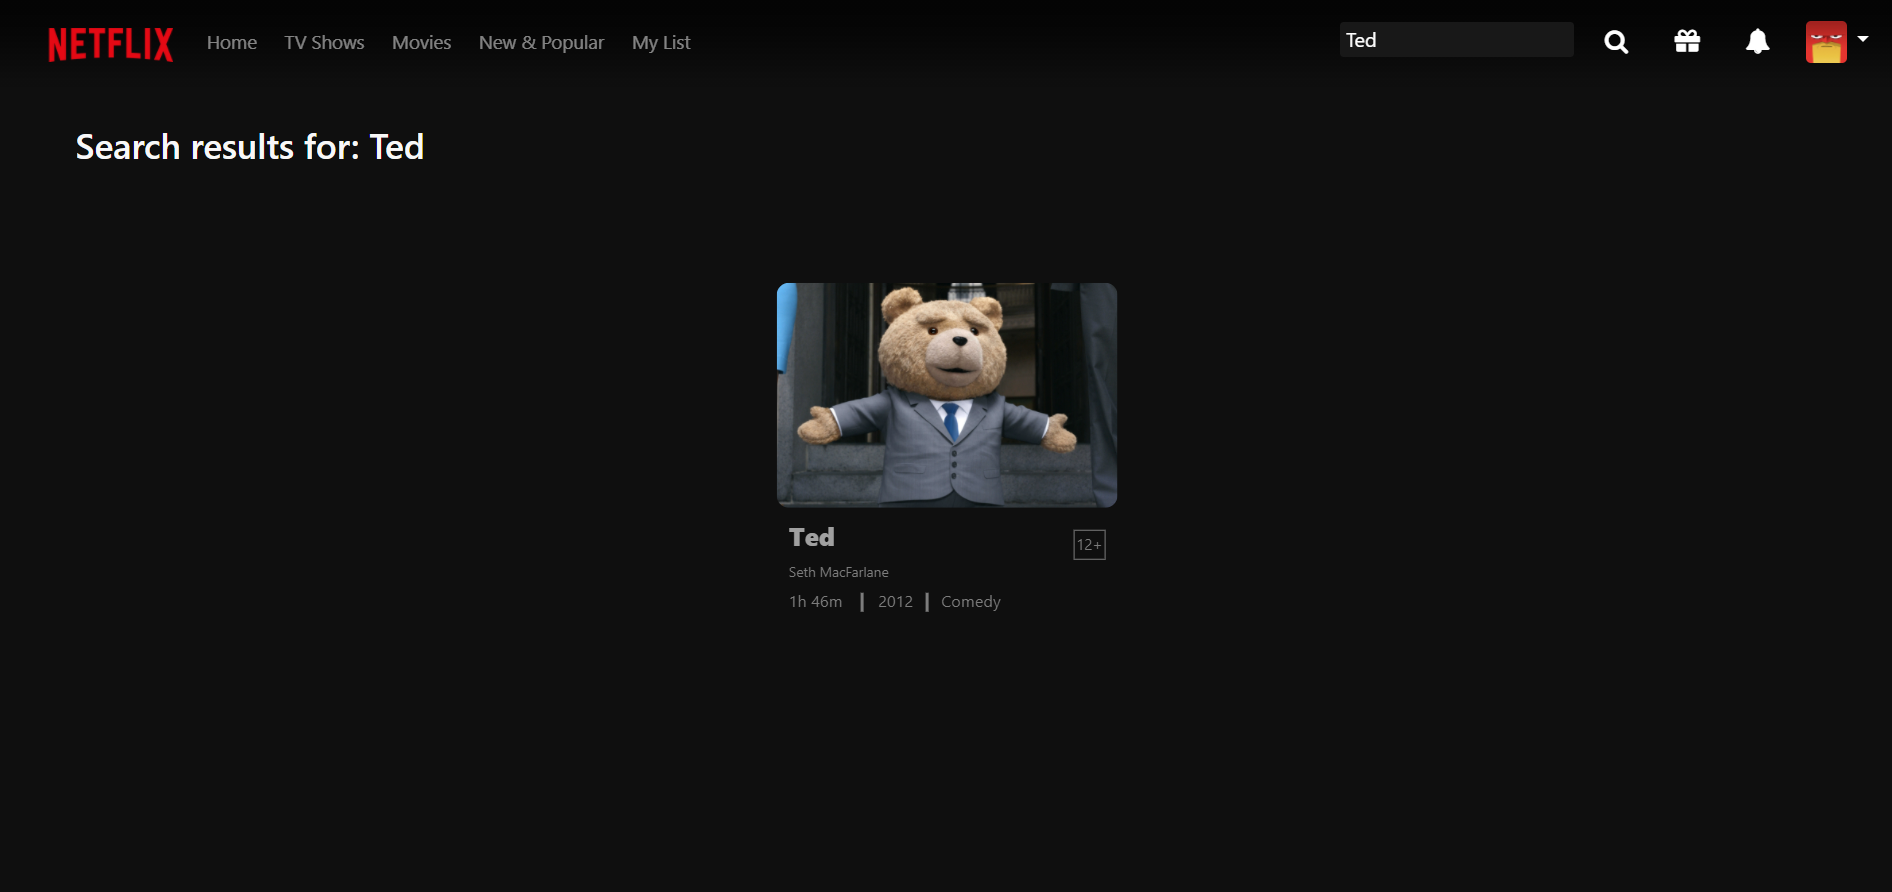 NETFLIX Home TV Shows Movies New & Popular My List Ted
Search results for: Ted
Ted
12+
Seth MacFarlane
1h 46m | 2012 | Comedy